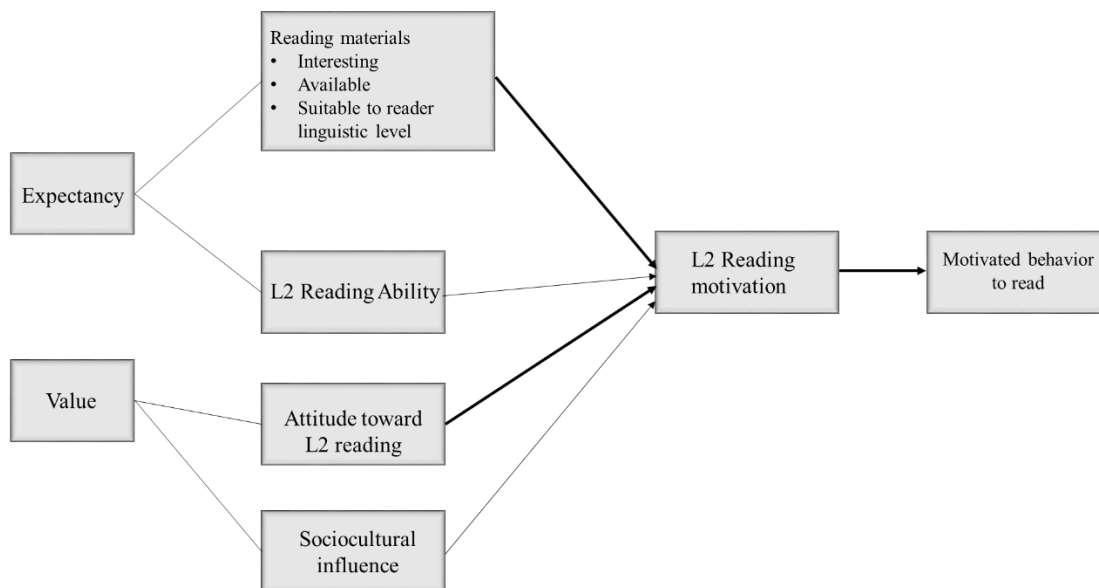 Reading materials
• Interesting
• Available
• Suitable to reader
linguistic level
Expectancy
L2 Reading Ability
L2 Reading
motivation
Motivated behavior
to read
Value
Attitude toward
L2 reading
Sociocultural
influence